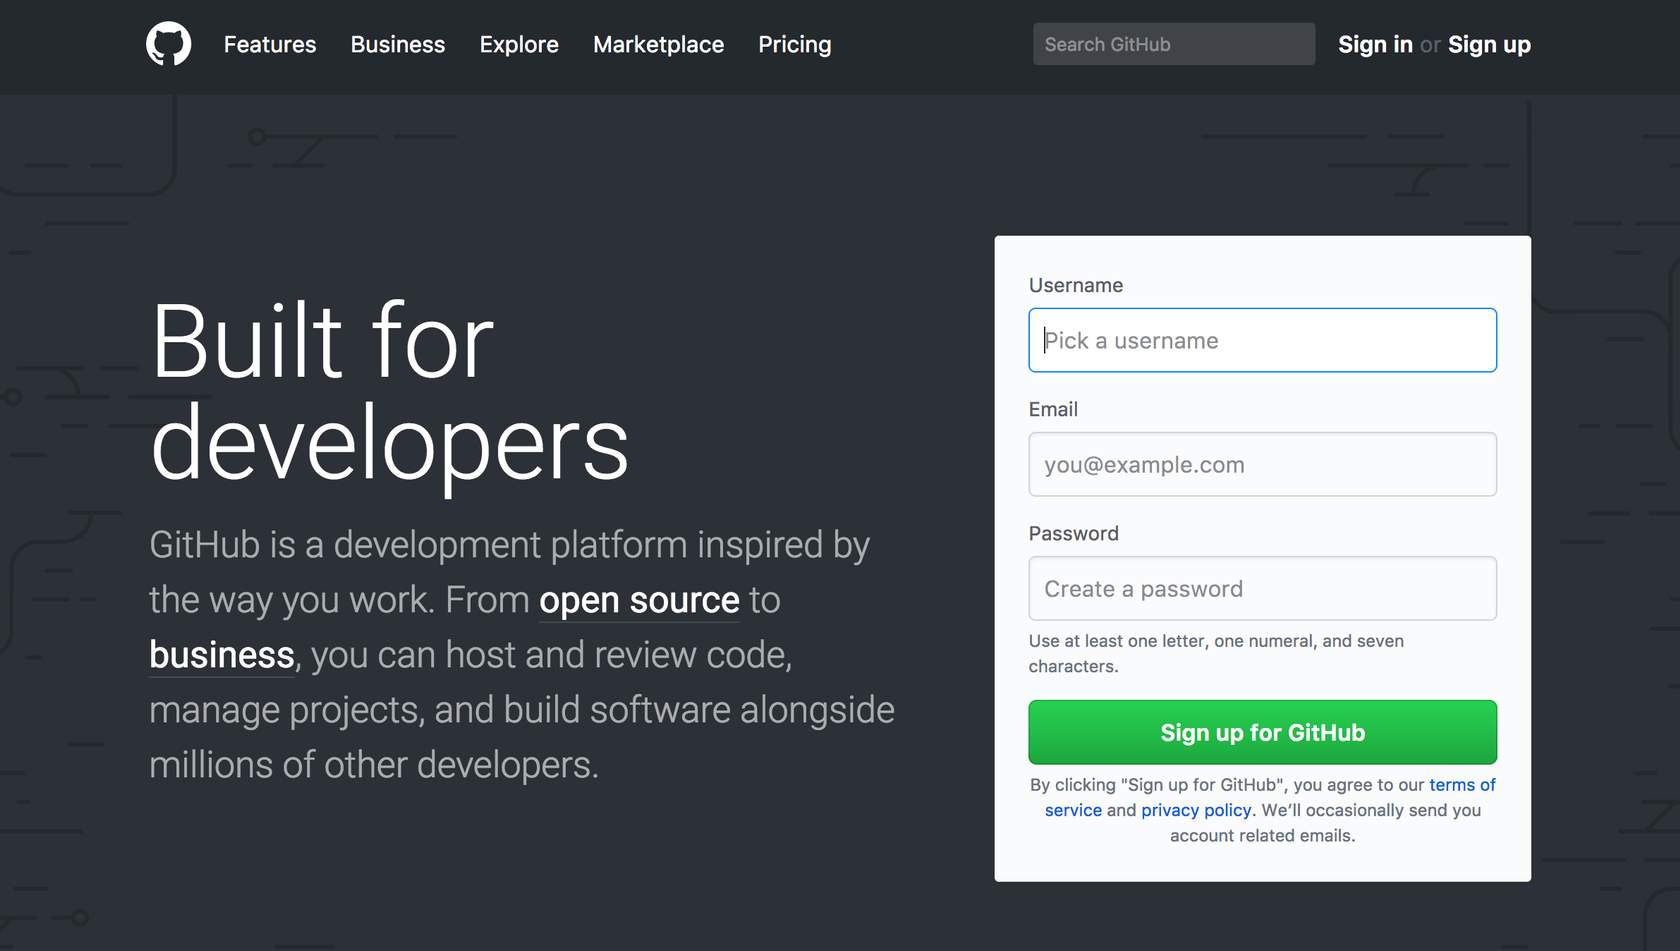 Features Business Explore Marketplace Pricing Search GitHub Sign in or Sign up
Built for
developers
GitHub is a development platform inspired by
the way you work. From open source to
business, you can host and review code,
manage projects, and build software alongside
millions of other developers.
Username
Pick a username
Email
you@example.com
Password
Create a password
Use at least one letter, one numeral, and seven
characters.
Sign up for GitHub
By clicking "Sign up for GitHub", you agree to our terms of
service and privacy policy. We’ll occasionally send you
account related emails.